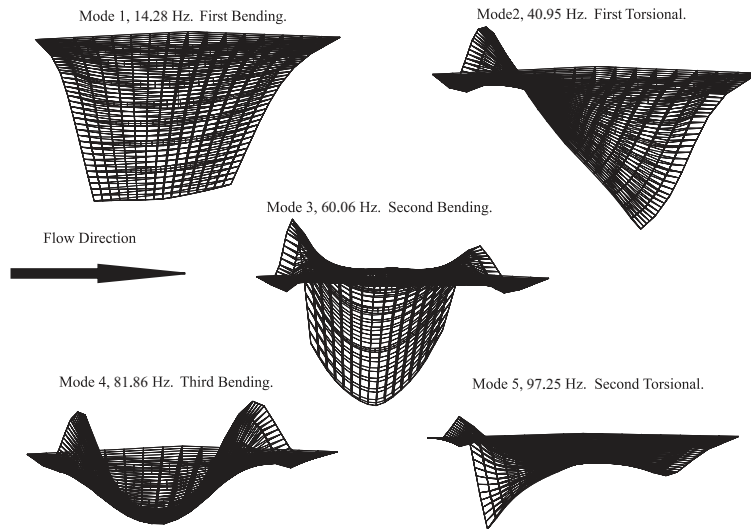 Mode 1, 14.28 Hz.  First Bending.
Mode2, 40.95 Hz.  First Torsional.
Mode 3, 60.06 Hz.  Second Bending.
Flow Direction
Mode 4, 81.86 Hz.  Third Bending.
Mode 5, 97.25 Hz.  Second Torsional.